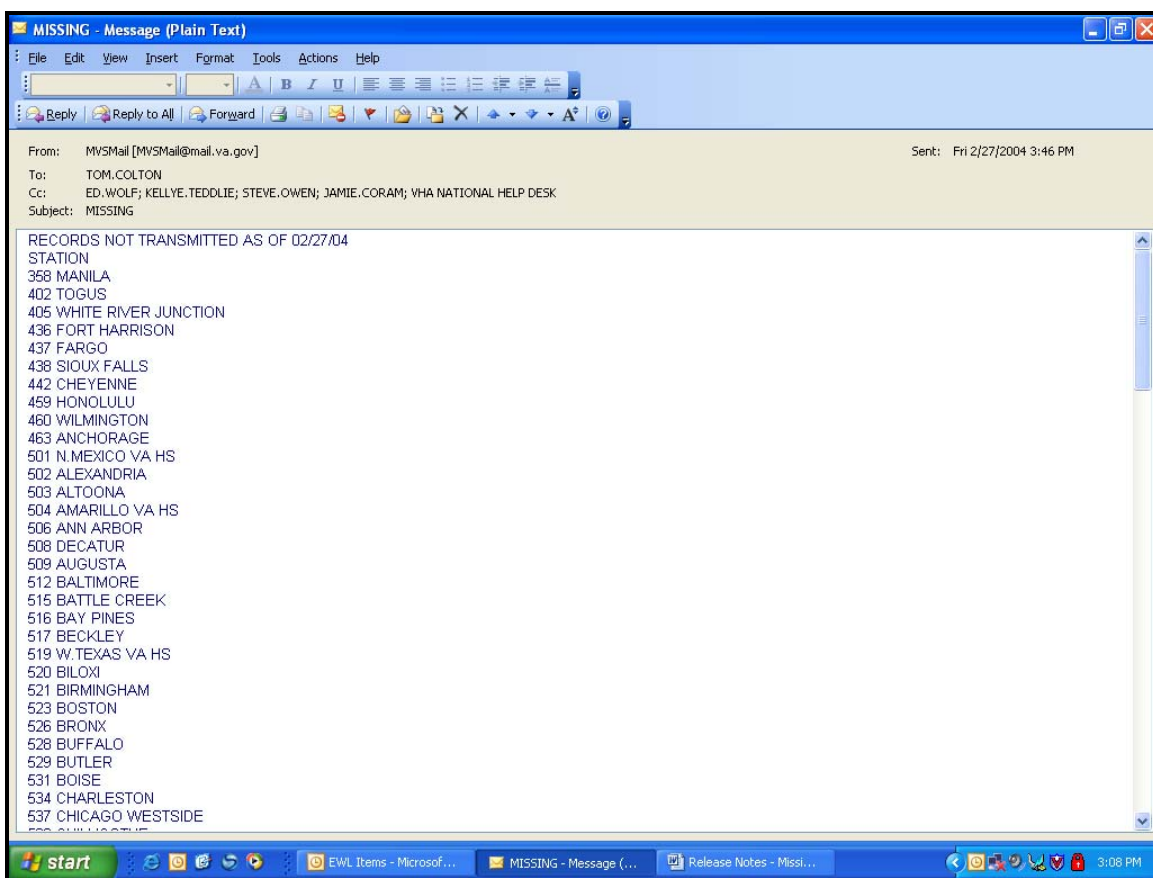 MISSING - Message (Plain Text)
File Edit View Insert Format Tools Actions Help
A B I U
Reply Reply to All Forward
From: MVSMail [MVSMail@mail.va.gov] Sent: Fri 2/27/2004 3:46 PM
To: TOM.COLTON
Cc: ED.WOLF; KELLYE.TEDDLIE; STEVE.OWEN; JAMIE.CORAM; VHA NATIONAL HELP DESK
Subject: MISSING
RECORDS NOT TRANSMITTED AS OF 02/27/04
STATION
358 MANILA
402 TOGUS
405 WHITE RIVER JUNCTION
436 FORT HARRISON
437 FARGO
438 SIOUX FALLS
442 CHEYENNE
459 HONOLULU
460 WILMINGTON
463 ANCHORAGE
501 N.MEXICO VA HS
502 ALEXANDRIA
503 ALTOONA
504 AMARILLO VA HS
506 ANN ARBOR
508 DECATUR
509 AUGUSTA
512 BALTIMORE
515 BATTLE CREEK
516 BAY PINES
517 BECKLEY
519 W.TEXAS VA HS
520 BILOXI
521 BIRMINGHAM
523 BOSTON
526 BRONX
528 BUFFALO
529 BUTLER
531 BOISE
534 CHARLESTON
537 CHICAGO WESTSIDE
start EWL Items - Microsof... MISSING - Message (... Release Notes - Missi... 3:08 PM